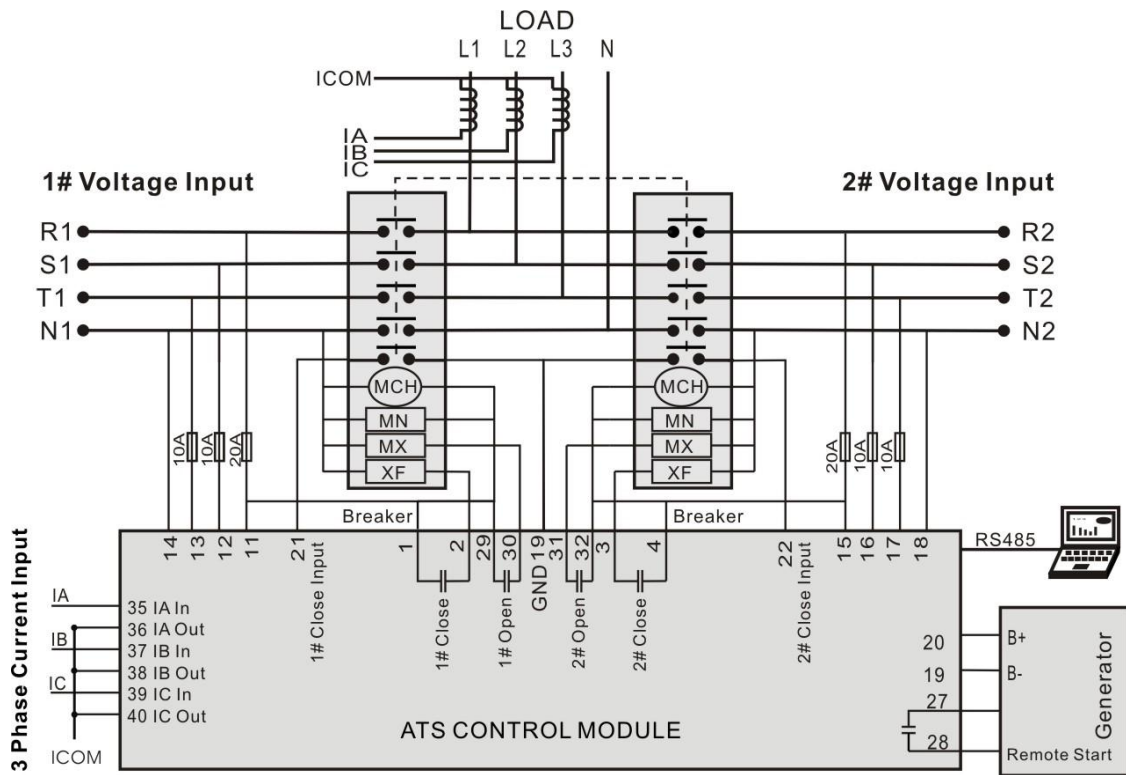 LOAD
L1 L2 L3 N
ICOM
IA
IB
IC
1# Voltage Input
2# Voltage Input
R1
S1
T1
N1
R2
S2
T2
N2
MCH
MN
MX
XF
MCH
MN
MX
XF
10A 10A 20A
20A 10A 10A
Breaker
Breaker
14 13 12 11 21 1 2 29 30 19 31 32 3 4 22 15 16 17 18
1# Close Input
1# Close
1# Open
GND
2# Open
2# Close
2# Close Input
RS485
3 Phase Current Input
IA
IB
IC
ICOM
35 IA In
36 IA Out
37 IB In
38 IB Out
39 IC In
40 IC Out
ATS CONTROL MODULE
20
19
27
28
B+
B-
Remote Start
Generator